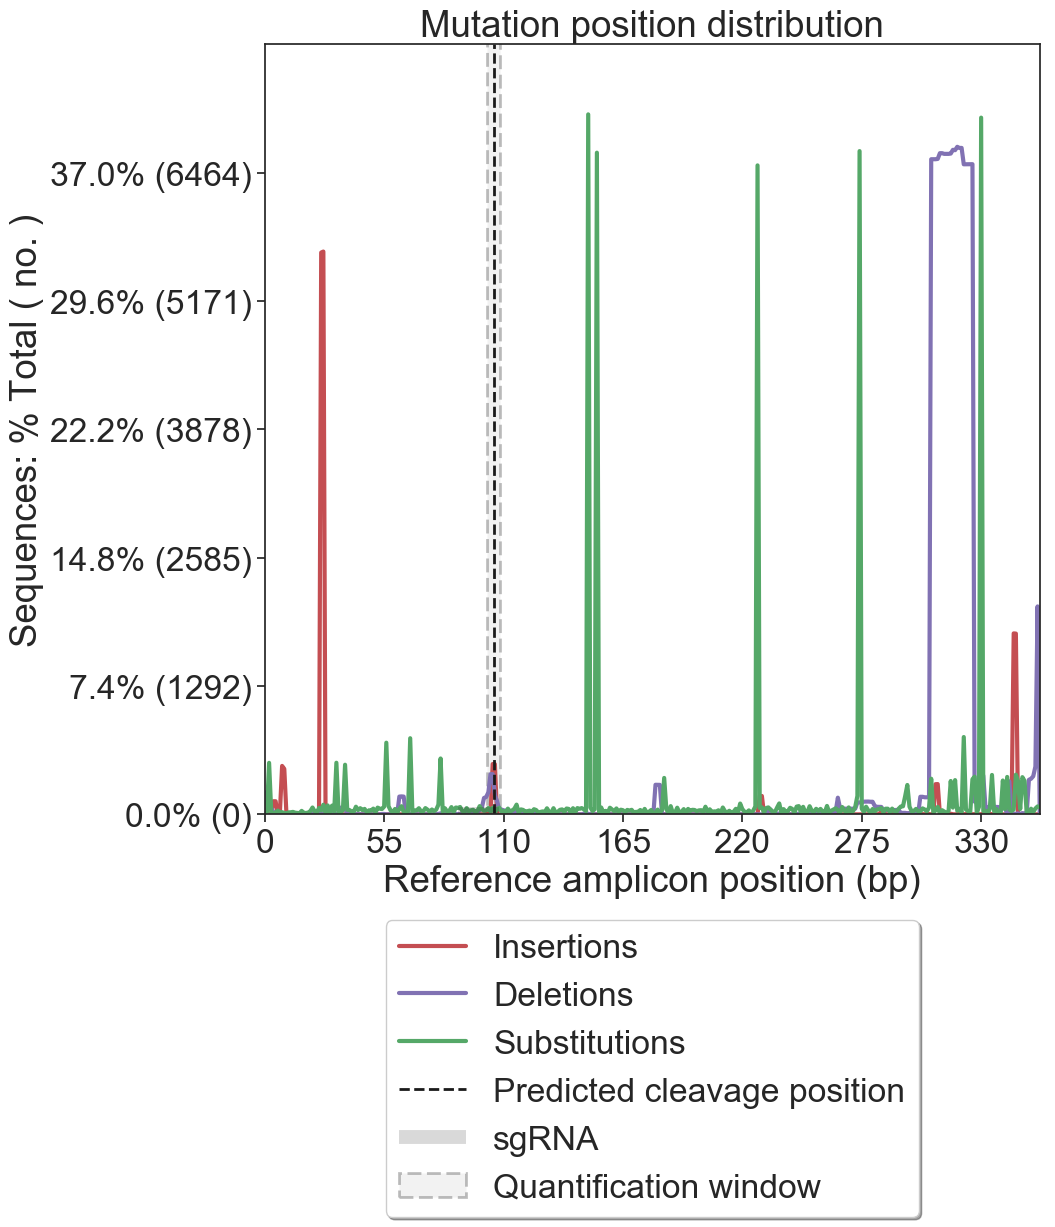 Mutation position distribution
Sequences: % Total ( no. )
37.0% (6464)
29.6% (5171)
22.2% (3878)
14.8% (2585)
7.4% (1292)
0.0% (0)
0 55 110 165 220 275 330
Reference amplicon position (bp)
Insertions
Deletions
Substitutions
Predicted cleavage position
sgRNA
Quantification window